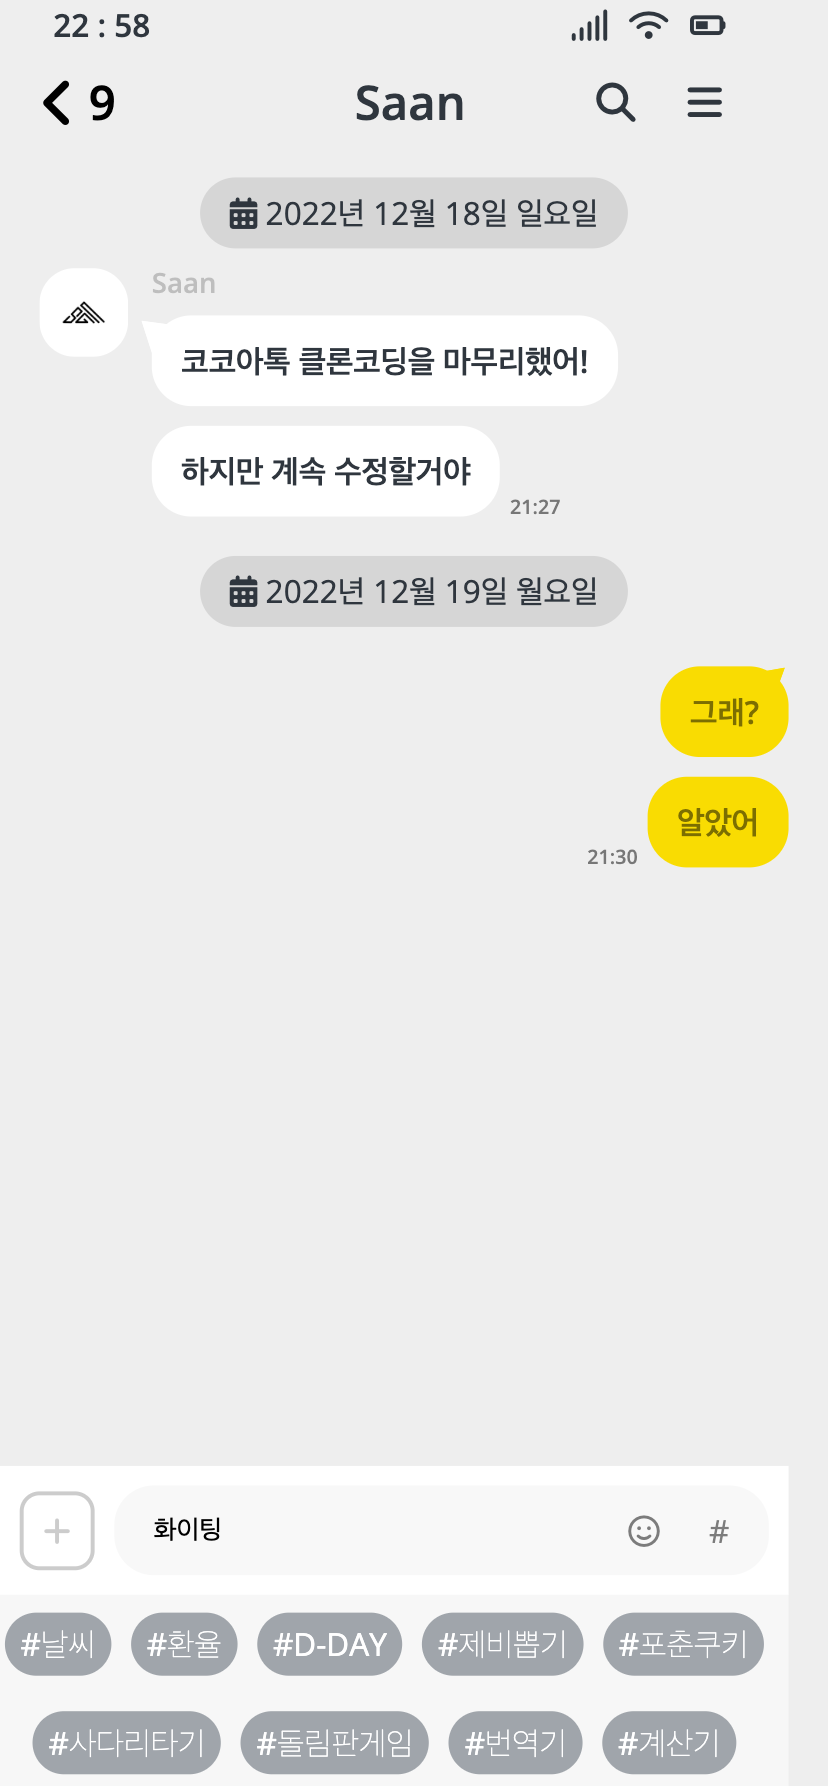 22 : 58
9 Saan
2022년 12월 18일 일요일
Saan
코코아톡 클론코딩을 마무리했어!
하지만 계속 수정할거야
21:27
2022년 12월 19일 월요일
그래?
알았어
21:30
화이팅 #
#날씨 #환율 #D-DAY #제비뽑기 #포춘쿠키
#사다리타기 #돌림판게임 #번역기 #계산기